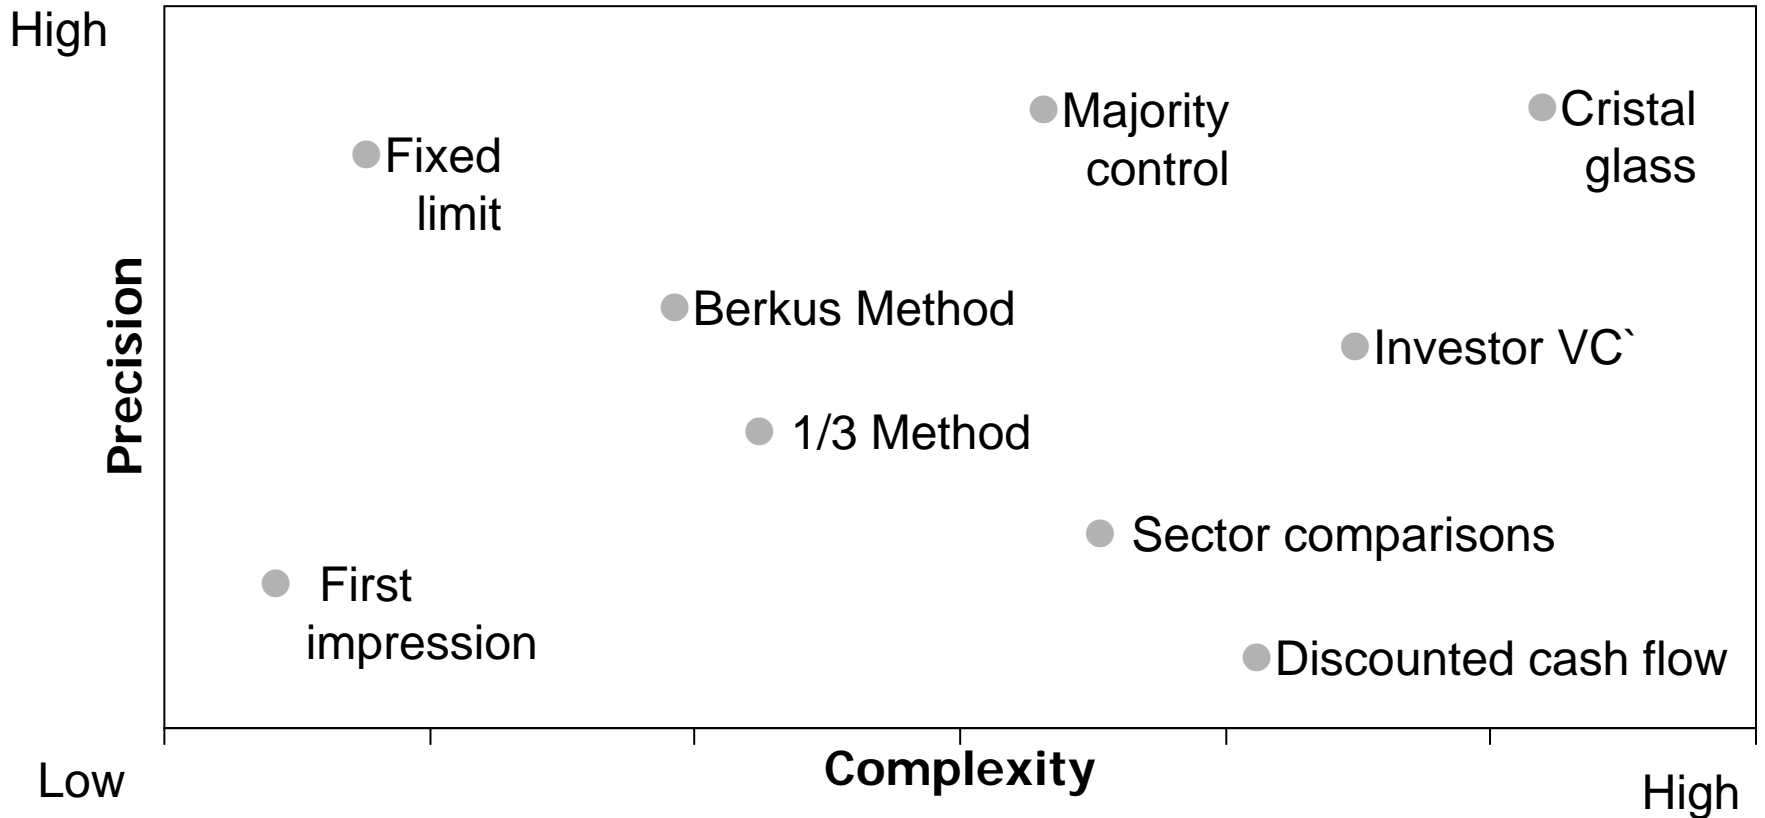 High
Majority
control
Cristal
glass
Fixed
limit
Berkus Method
Investor VC`
Precision
1/3 Method
Sector comparisons
First
impression
Discounted cash flow
Complexity
Low
High